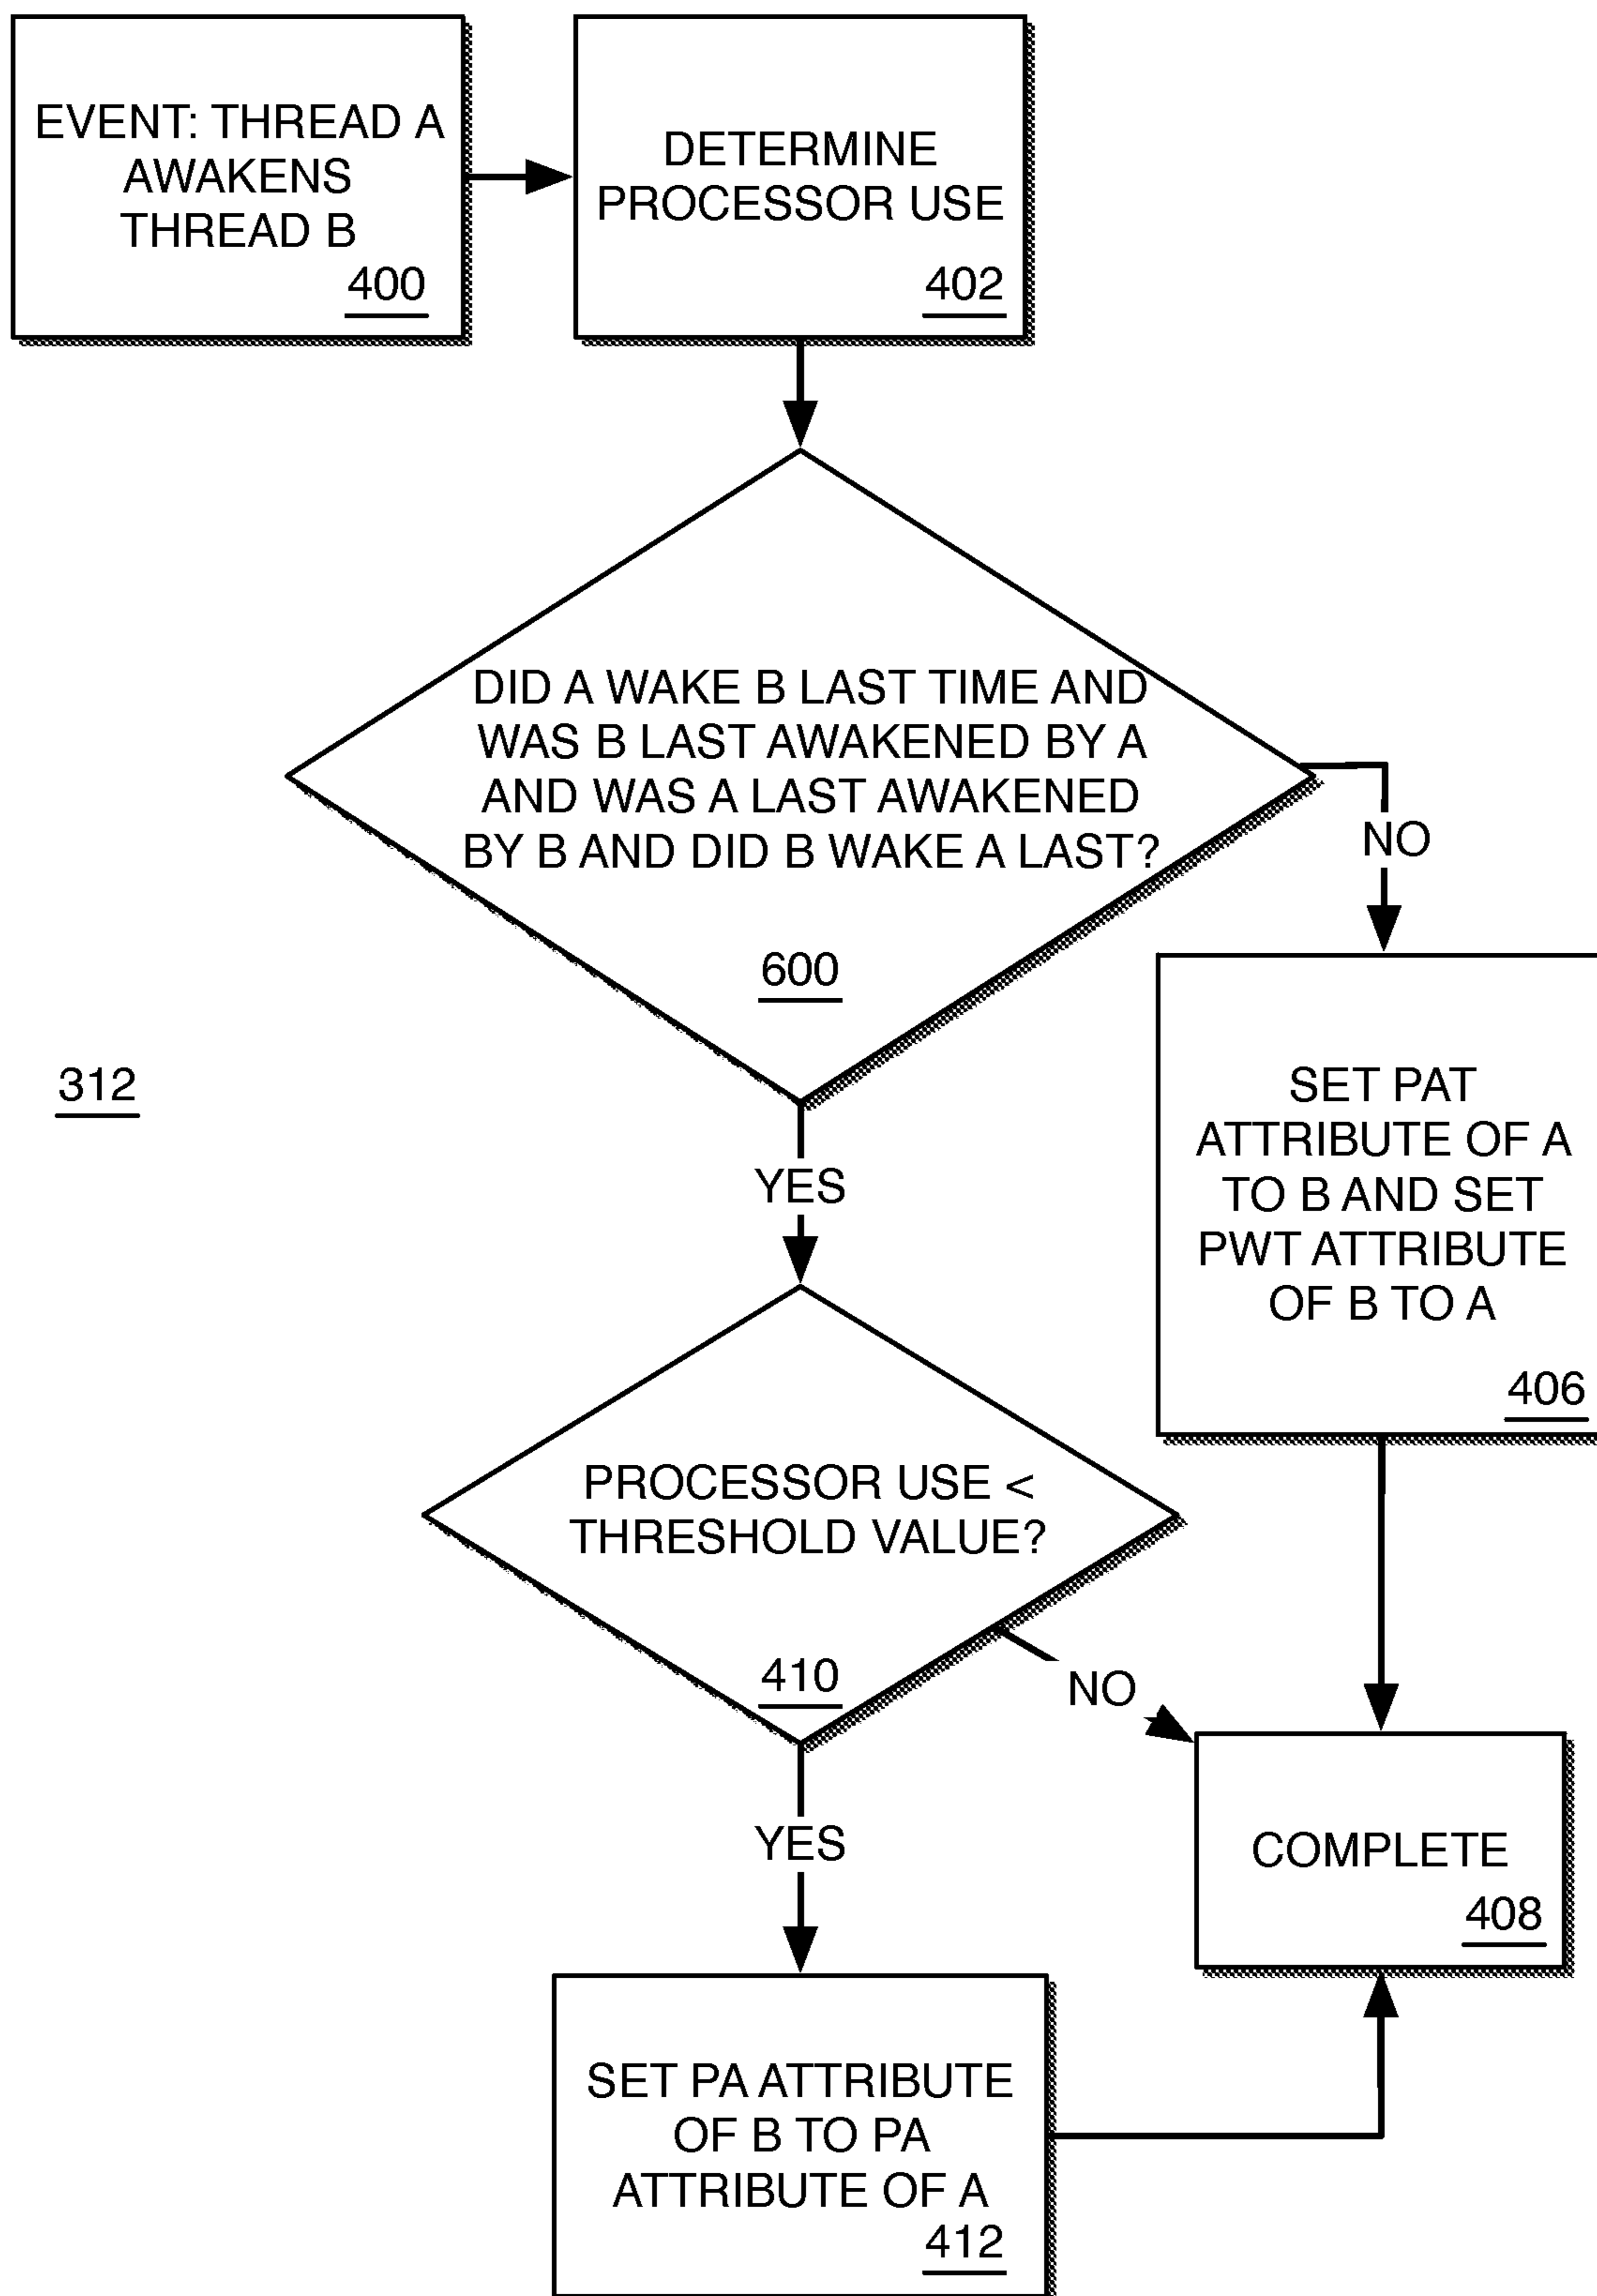 EVENT: THREAD A
AWAKENS
THREAD B
400
DETERMINE
PROCESSOR USE
402
DID A WAKE B LAST TIME AND
WAS B LAST AWAKENED BY A
AND WAS A LAST AWAKENED
BY B AND DID B WAKE A LAST?
600
NO
312
YES
SET PAT
ATTRIBUTE OF A
TO B AND SET
PWT ATTRIBUTE
OF B TO A
406
PROCESSOR USE <
THRESHOLD VALUE?
410
NO
YES
COMPLETE
408
SET PA ATTRIBUTE
OF B TO PA
ATTRIBUTE OF A
412